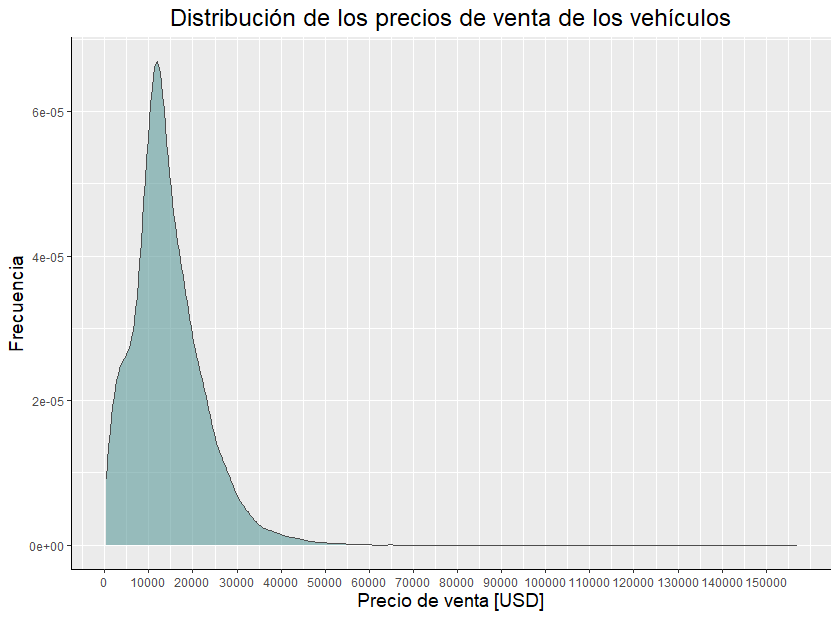 Distribución de los precios de venta de los vehículos
Frecuencia
6e-05
4e-05
2e-05
0e+00
0 10000 20000 30000 40000 50000 60000 70000 80000 90000 100000 110000 120000 130000 140000 150000
Precio de venta [USD]